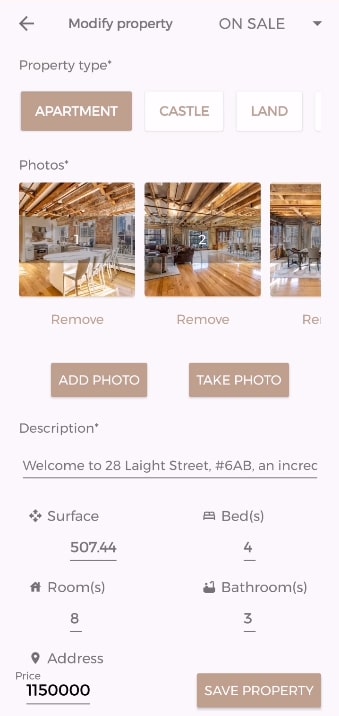 Modify property ON SALE
Property type*
APARTMENT CASTLE LAND
Photos*
1 2
Remove Remove Re
ADD PHOTO TAKE PHOTO
Description*
Welcome to 28 Laight Street, #6AB, an incred
Surface Bed(s)
507.44 4
Room(s) Bathroom(s)
8 3
Address
Price
1150000 SAVE PROPERTY